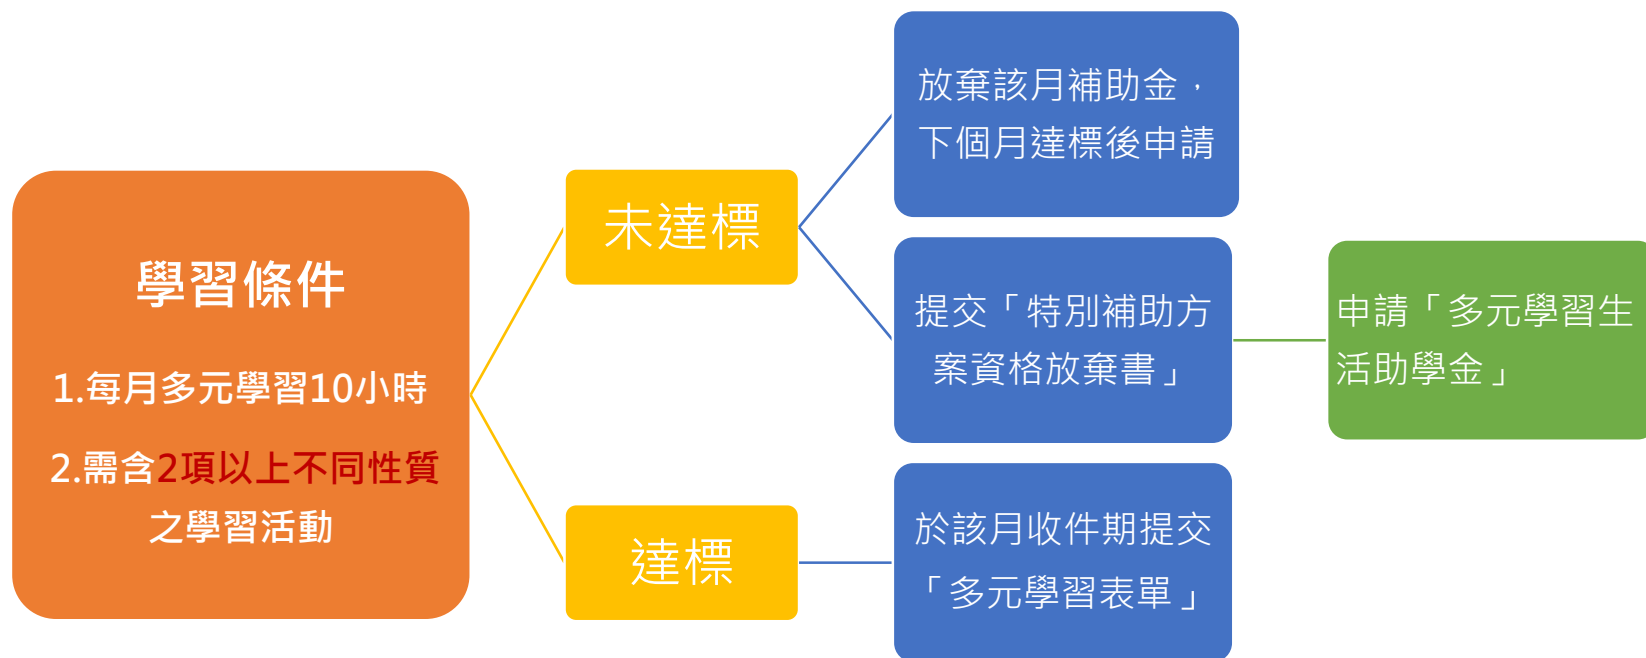 學習條件
1.每月多元學習10小時
2.需含2項以上不同性質
之學習活動
未達標
達標
放棄該月補助金，
下個月達標後申請
提交「特別補助方
案資格放棄書」
於該月收件期提交
「多元學習表單」
申請「多元學習生
活助學金」